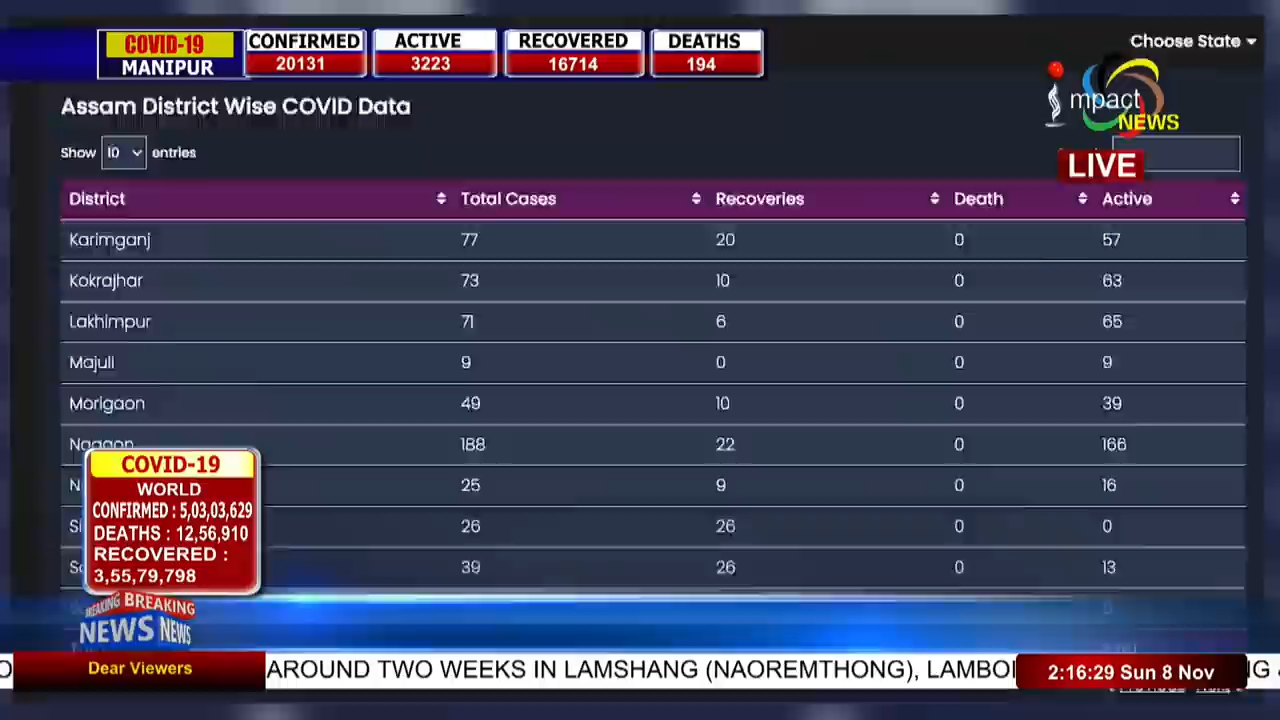 COVID-19
MANIPUR
CONFIRMED
20131
ACTIVE
3223
RECOVERED
16714
DEATHS
194
Choose State
mpact
NEWS
LIVE
Assam District Wise COVID Data
Show 10 entries
District Total Cases Recoveries Death Active
Karimganj 77 20 0 57
Kokrajhar 73 10 0 63
Lakhimpur 71 6 0 65
Majuli 9 0 0 9
Morigaon 49 10 0 39
Nagaon 188 22 0 166
N 25 9 0 16
26 26 0 0
39 26 0 13
COVID-19
WORLD
CONFIRMED : 5,03,03,629
DEATHS : 12,56,910
RECOVERED :
3,55,79,798
BREAKING BREAKING
NEWS NEWS
Dear Viewers
AROUND TWO WEEKS IN LAMSHANG (NAOREMTHONG),
2:16:29 Sun 8 Nov